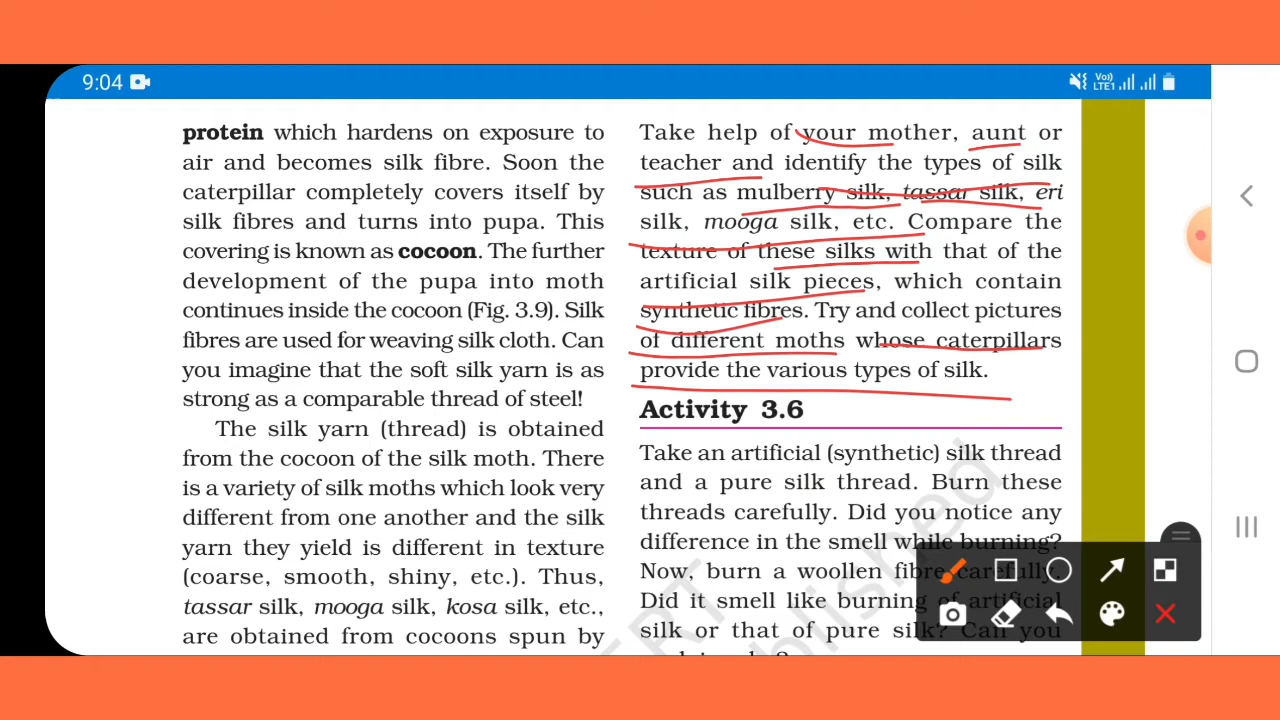 9:04
Vo)) LTE1
protein which hardens on exposure to
air and becomes silk fibre. Soon the
caterpillar completely covers itself by
silk fibres and turns into pupa. This
covering is known as cocoon. The further
development of the pupa into moth
continues inside the cocoon (Fig. 3.9). Silk
fibres are used for weaving silk cloth. Can
you imagine that the soft silk yarn is as
strong as a comparable thread of steel!
The silk yarn (thread) is obtained
from the cocoon of the silk moth. There
is a variety of silk moths which look very
different from one another and the silk
yarn they yield is different in texture
(coarse, smooth, shiny, etc.). Thus,
tassar silk, mooga silk, kosa silk, etc.,
are obtained from cocoons spun by
Take help of your mother, aunt or
teacher and identify the types of silk
such as mulberry silk, tassar silk, eri
silk, mooga silk, etc. Compare the
texture of these silks with that of the
artificial silk pieces, which contain
synthetic fibres. Try and collect pictures
of different moths whose caterpillars
provide the various types of silk.
Activity 3.6
Take an artificial (synthetic) silk thread
and a pure silk thread. Burn these
threads carefully. Did you notice any
difference in the smell while burning?
Now, burn a woollen fibre carefully.
Did it smell like burning of artificial
silk or that of pure silk? Can you